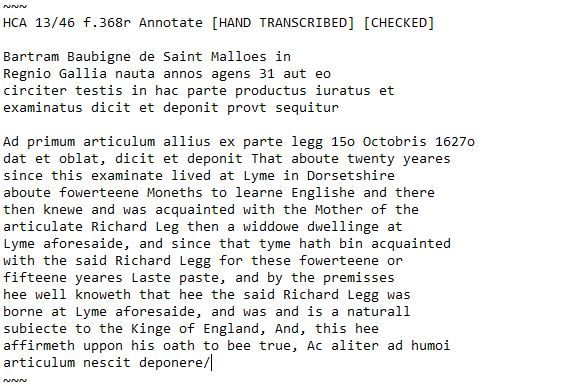 ~~~
HCA 13/46 f.368r Annotate [HAND TRANSCRIBED] [CHECKED]

Bartram Baubigne de Saint Malloes in
Regnio Gallia nauta annos agens 31 aut eo
circiter testis in hac parte productus iuratus et
examinatus dicit et deponit provt sequitur

Ad primum articulum allius ex parte legg 15o Octobris 1627o
dat et oblat, dicit et deponit That aboute twenty yeares
since this examinate lived at Lyme in Dorsetshire
aboute fowerteene Moneths to learne Englishe and there
then knewe and was acquainted with the Mother of the
articulate Richard Leg then a widdowe dwellinge at
Lyme aforesaide, and since that tyme hath bin acquainted
with the said Richard Legg for these fowerteene or
fifteene yeares Laste paste, and by the premisses
hee well knoweth that hee the said Richard Legg was
borne at Lyme aforesaide, and was and is a naturall
subiecte to the Kinge of England, And, this hee
affirmeth uppon his oath to bee true, Ac aliter ad humoi
articulum nescit deponere/
~~~